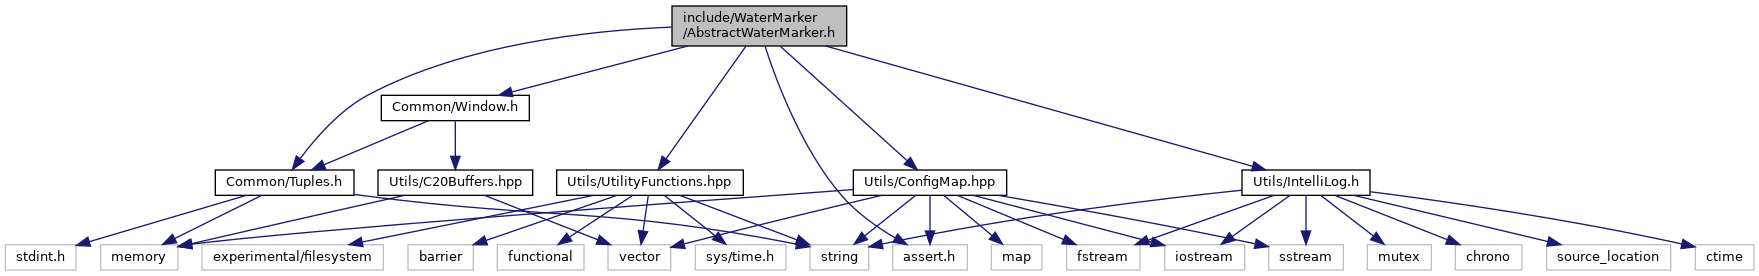 include/WaterMarker
/AbstractWaterMarker.h
Common/Window.h
Common/Tuples.h
Utils/C20Buffers.hpp
Utils/UtilityFunctions.hpp
Utils/ConfigMap.hpp
Utils/IntelliLog.h
stdint.h
memory
experimental/filesystem
barrier
functional
vector
sys/time.h
string
assert.h
map
fstream
iostream
sstream
mutex
chrono
source_location
ctime